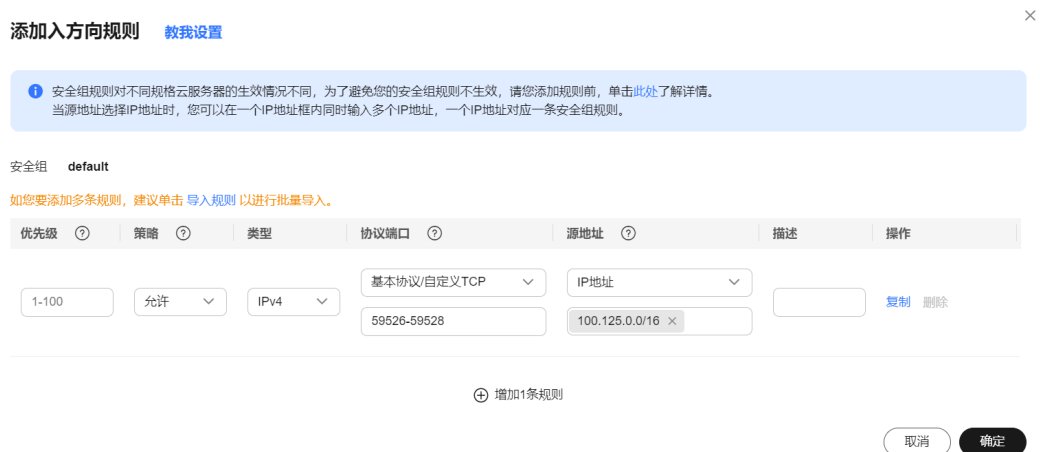 添加入方向规则 教我设置
安全组规则对不同规格云服务器的生效情况不同，为了避免您的安全组规则不生效，请您添加规则前，单击此处了解详情。
当源地址选择IP地址时，您可以在一个IP地址框内同时输入多个IP地址，一个IP地址对应一条安全组规则。
安全组 default
如您要添加多条规则，建议单击 导入规则 以进行批量导入。
优先级 策略 类型 协议端口 源地址 描述 操作
基本协议/自定义TCP IP地址
1-100 允许 IPv4 复制 删除
59526-59528 100.125.0.0/16
增加1条规则
取消 确定